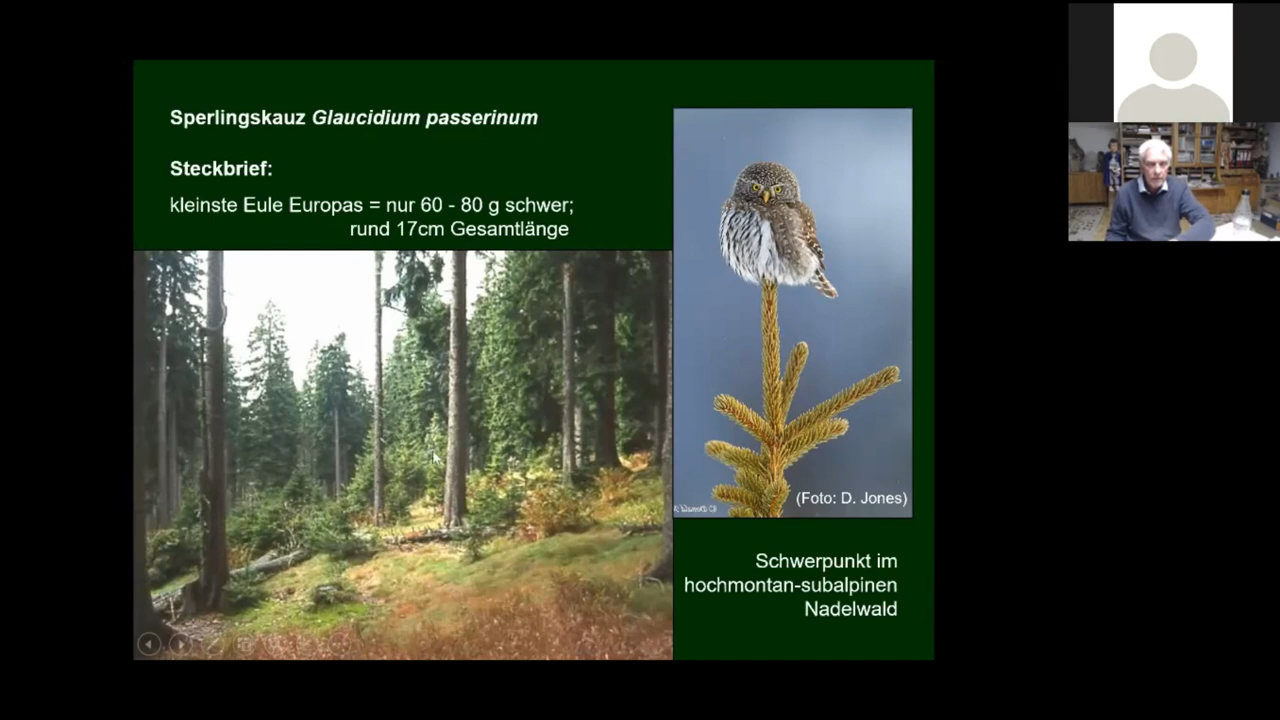 Sperlingskauz Glaucidium passerinum
Steckbrief:
kleinste Eule Europas = nur 60 - 80 g schwer;
rund 17cm Gesamtlänge
(Foto: D. Jones)
Schwerpunkt im
hochmontan-subalpinen
Nadelwald